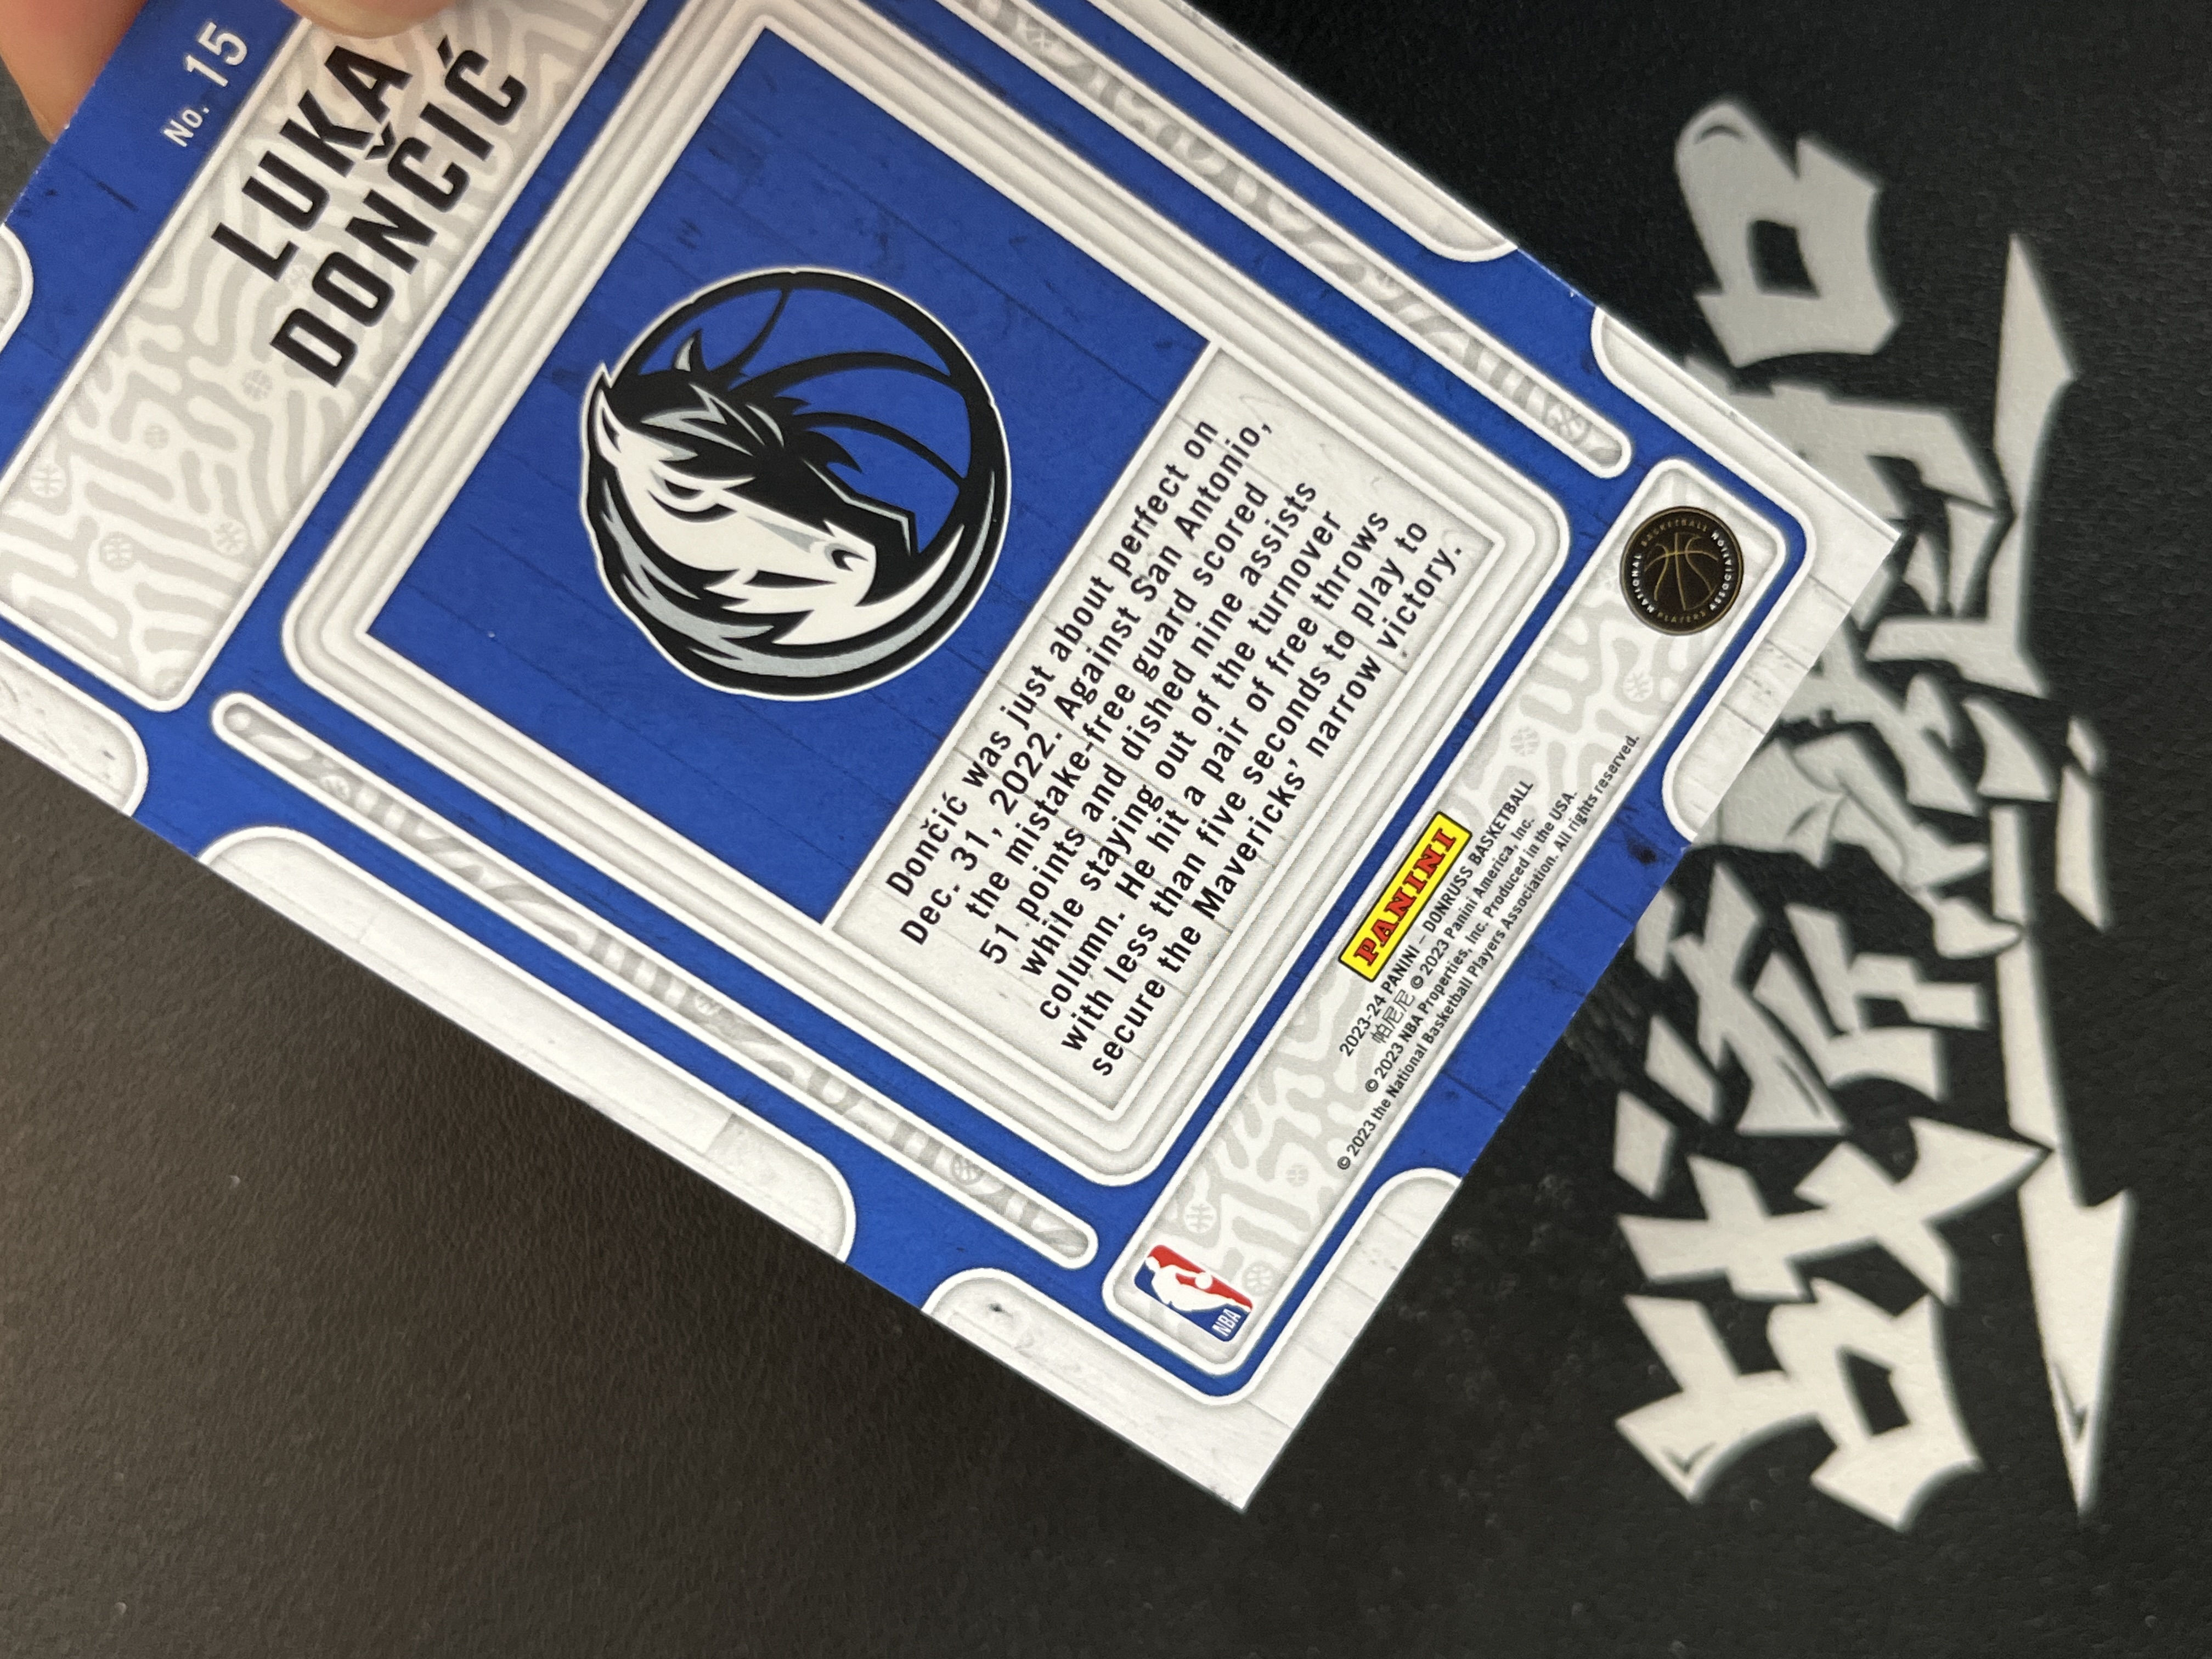 No. 15
LUKA
DONČIĆ
Dončić was just about perfect on
Dec. 31, 2022. Against San Antonio,
the mistake-free guard scored
51 points and dished nine assists
while staying out of the turnover
column. He hit a pair of free throws
with less than five seconds to play to
secure the Mavericks' narrow victory.
PANINI
2023-24 PANINI – DONRUSS BASKETBALL
帕尼尼 © 2023 Panini America, Inc.
© 2023 NBA Properties, Inc. Produced in the USA.
© 2023 the National Basketball Players Association. All rights reserved.
NBA
NATIONAL BASKETBALL PLAYERS ASSOCIATION